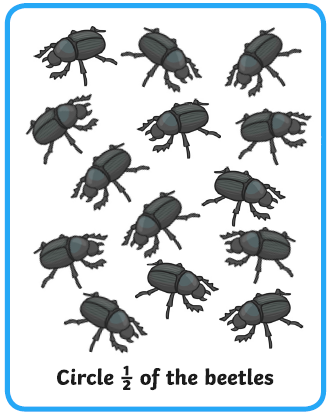 Circle 1/2 of the beetles